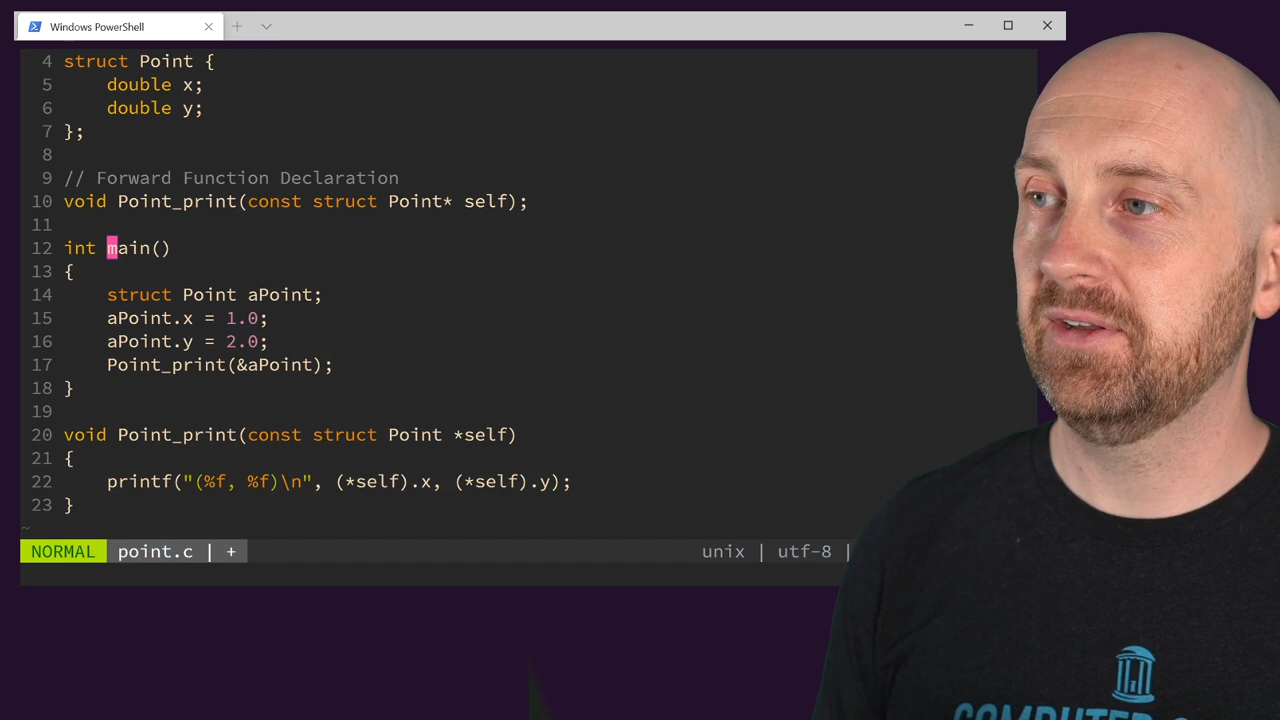 Windows PowerShell
4 struct Point {
5     double x;
6     double y;
7 };
8
9 // Forward Function Declaration
10 void Point_print(const struct Point* self);
11
12 int main()
13 {
14     struct Point aPoint;
15     aPoint.x = 1.0;
16     aPoint.y = 2.0;
17     Point_print(&aPoint);
18 }
19
20 void Point_print(const struct Point *self)
21 {
22     printf("(%f, %f)\n", (*self).x, (*self).y);
23 }
~
NORMAL point.c | + unix | utf-8 |
COMPUTER